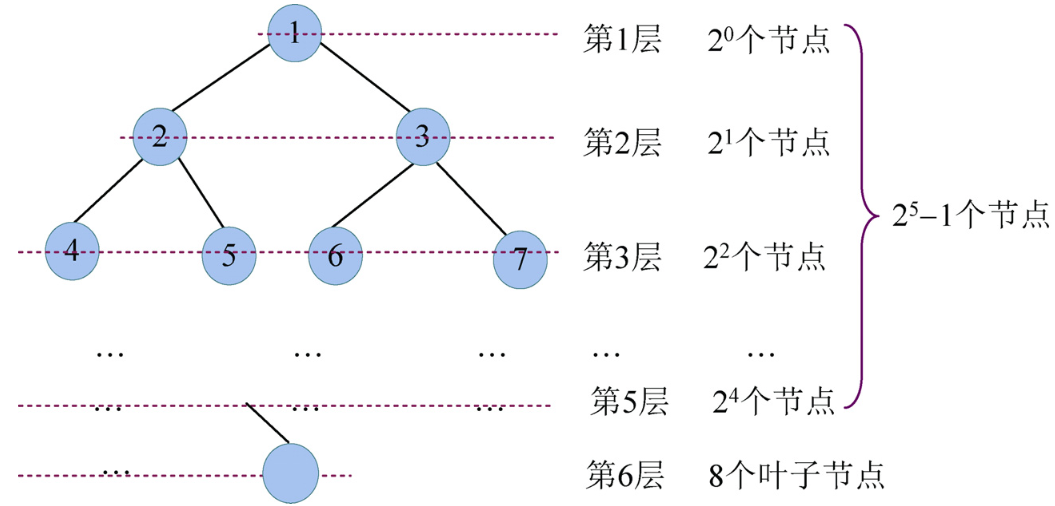 1 第1层 2⁰个节点
2 3 第2层 2¹个节点
2⁵–1个节点
4 5 6 7 第3层 2²个节点
… … … … …
… … … 第5层 2⁴个节点
… 第6层 8个叶子节点